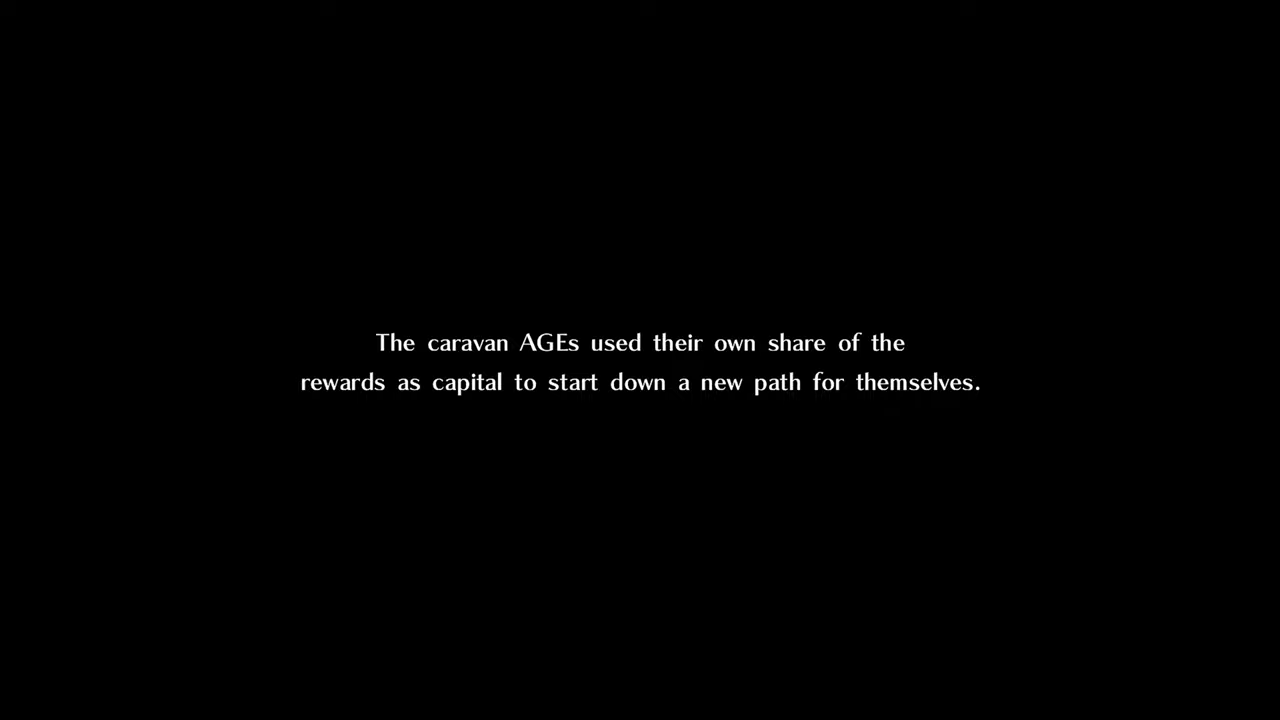 The caravan AGEs used their own share of the
rewards as capital to start down a new path for themselves.